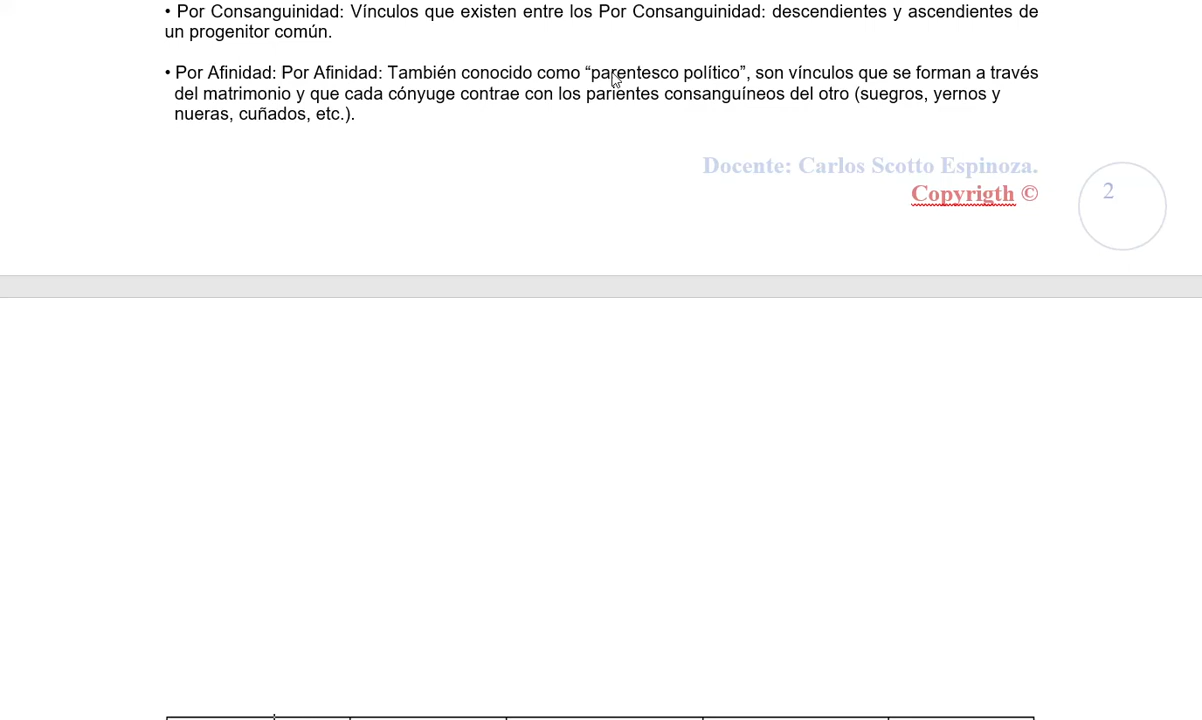 • Por Consanguinidad: Vínculos que existen entre los Por Consanguinidad: descendientes y ascendientes de
un progenitor común.
• Por Afinidad: Por Afinidad: También conocido como “parentesco político”, son vínculos que se forman a través
del matrimonio y que cada cónyuge contrae con los parientes consanguíneos del otro (suegros, yernos y
nueras, cuñados, etc.).
Docente: Carlos Scotto Espinoza.
Copyrigth ©
2